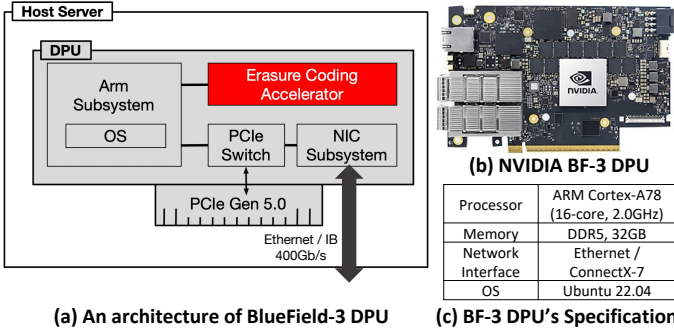 Host Server
DPU
Arm
Subsystem
OS
Erasure Coding
Accelerator
PCIe
Switch
NIC
Subsystem
PCIe Gen 5.0
Ethernet / IB
400Gb/s
(a) An architecture of BlueField-3 DPU
NVIDIA
(b) NVIDIA BF-3 DPU
Processor ARM Cortex-A78
(16-core, 2.0GHz)
Memory DDR5, 32GB
Network
Interface Ethernet /
ConnectX-7
OS Ubuntu 22.04
(c) BF-3 DPU's Specification